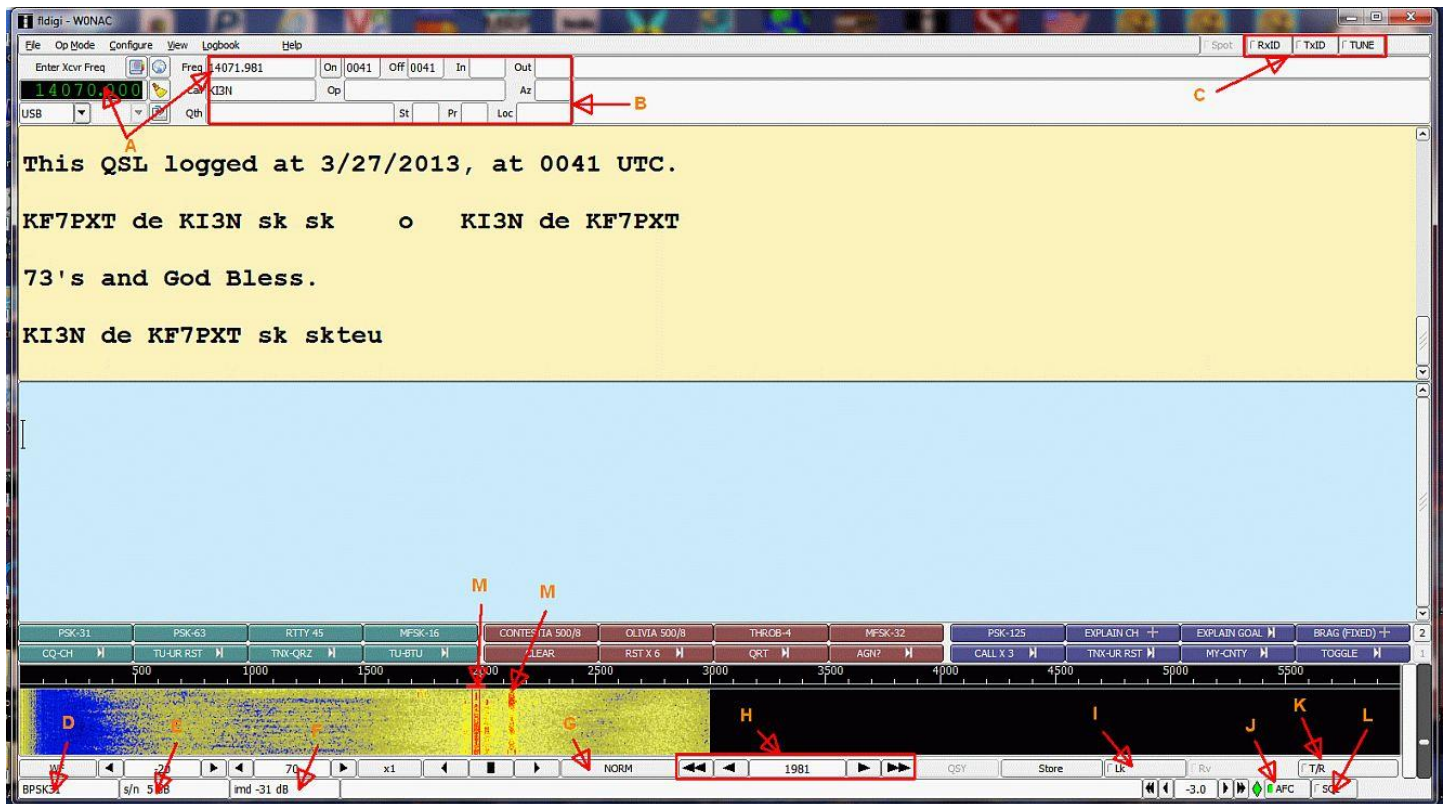 fldigi - W0NAC
File Op Mode Configure View Logbook Help Spot RxID TxID TUNE
Enter Xcvr Freq Freq 14071.981 On 0041 Off 0041 In Out
14070.000 Call KI3N Op Az B C
USB Qth St Pr Loc
A
This QSL logged at 3/27/2013, at 0041 UTC.
KF7PXT de KI3N sk sk o KI3N de KF7PXT
73's and God Bless.
KI3N de KF7PXT sk skteu
M M
PSK-31 PSK-63 RTTY 45 MFSK-16 CONTESTIA 500/8 OLIVIA 500/8 THROB-4 MFSK-32 PSK-125 EXPLAIN CH EXPLAIN GOAL BRAG (FIXED) 2
CQ-CH TU-UR RST TNX-QRZ TU-BTU CLEAR RST X 6 QRT AGN? CALL X 3 TNX-UR RST MY-CNTY TOGGLE 1
500 1000 1500 2000 2500 3000 3500 4000 4500 5000 5500
D E F G H I J K L
WF -20 70 x1 NORM 1981 QSY Store Lk Rv T/R
BPSK31 s/n 5 dB imd -31 dB -3.0 AFC SQL